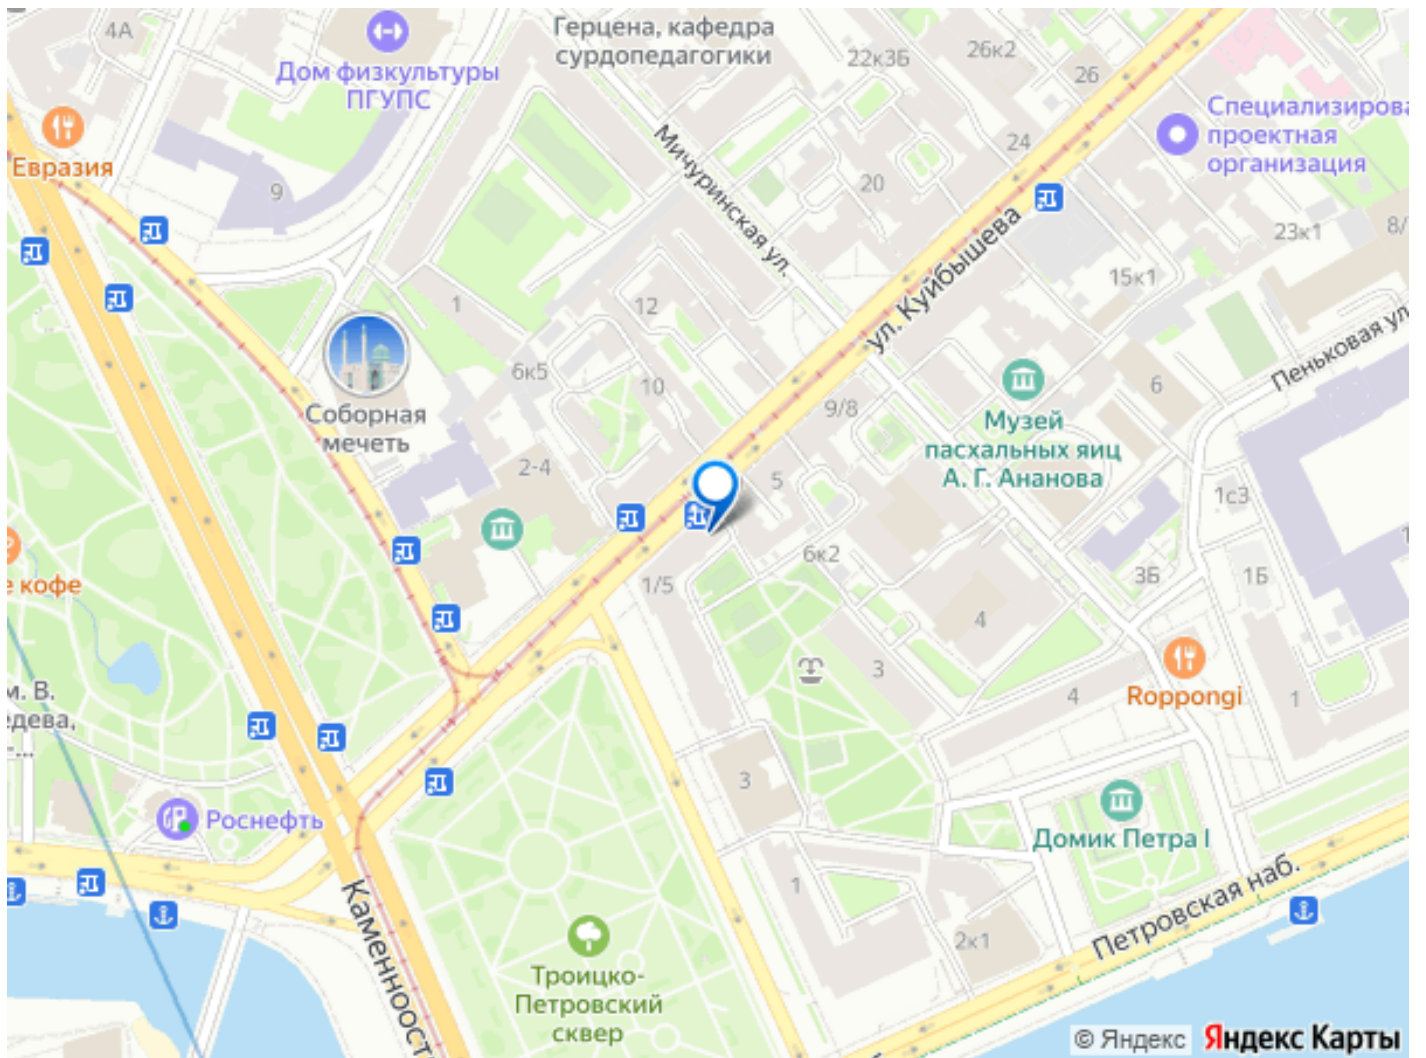 4А
Дом физкультуры
ПГУПС
Герцена, кафедра
сурдопедагогики
22к3Б
26к2
26
24
20
Специализирова
проектная
организация
Евразия
9
Мичуринская ул.
ул. Куйбышева
23к1
8/
15к1
1
12
6к5
10
9/8
Соборная
мечеть
2-4
5
Музей
пасхальных яиц
А. Г. Ананова
6
Пеньковая ул
1с3
1
е кофе
1/5
6к2
4
3Б
1Б
3
Roppongi
4
1
м. В.
едева,
-...
Роснефть
3
Домик Петра I
Каменноост
1
2к1
Петровская наб.
Троицко-
Петровский
сквер
© Яндекс Яндекс Карты